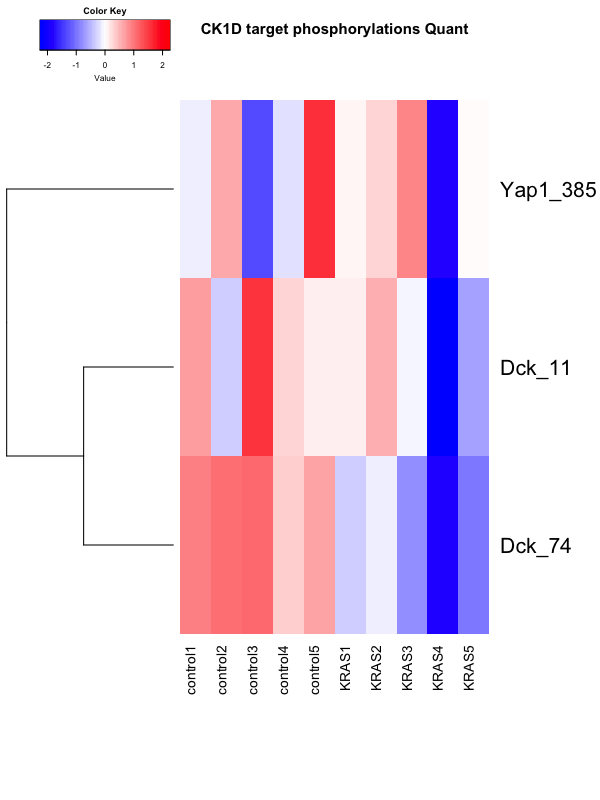 Color Key
-2 -1 0 1 2
Value
CK1D target phosphorylations Quant
Yap1_385
Dck_11
Dck_74
control1 control2 control3 control4 control5 KRAS1 KRAS2 KRAS3 KRAS4 KRAS5